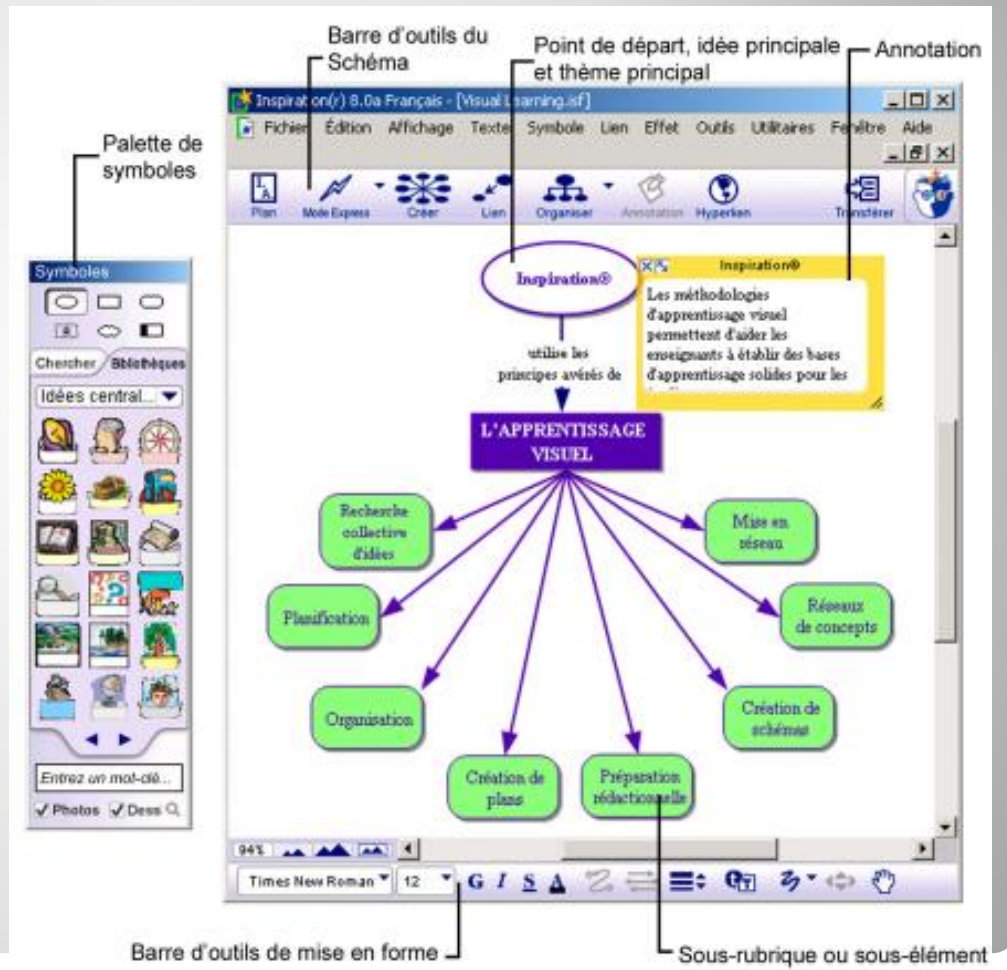 Barre d'outils du
Schéma
Point de départ, idée principale
et thème principal
Annotation
Palette de
symboles
Inspiration(r) 8.0a Français - [Visual Learning.isf]
Fichier Édition Affichage Texte Symbole Lien Effet Outils Utilitaires Fenêtre Aide
Plan Mode Express Créer Lien Organiser Annotation Hyperlien Transférer
Symboles
Chercher Bibliothèques
Idées central...
Entrez un mot-clé...
Photos Dess
Inspiration®
Inspiration®
Les méthodologies
d'apprentissage visuel
permettent d'aider les
enseignants à établir des bases
d'apprentissage solides pour les
utilise les
principes avérés de
L'APPRENTISSAGE
VISUEL
Recherche
collective
d'idées
Mise en
réseau
Planification
Réseaux
de concepts
Organisation
Création de
schémas
Création de
plans
Préparation
rédactionnelle
94%
Times New Roman 12 G I S A
Barre d'outils de mise en forme
Sous-rubrique ou sous-élément